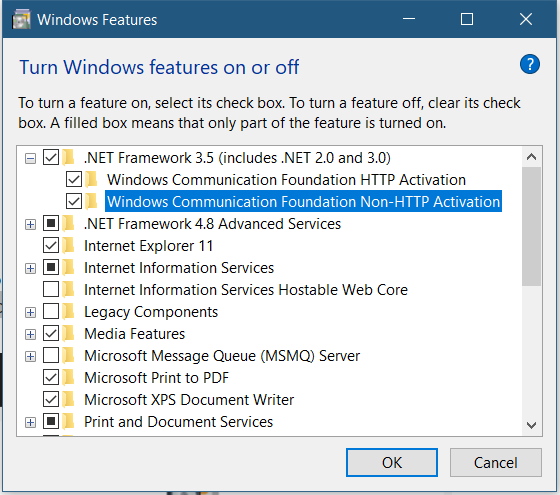 Windows Features
Turn Windows features on or off
?
To turn a feature on, select its check box. To turn a feature off, clear its check
box. A filled box means that only part of the feature is turned on.
.NET Framework 3.5 (includes .NET 2.0 and 3.0)
Windows Communication Foundation HTTP Activation
Windows Communication Foundation Non-HTTP Activation
.NET Framework 4.8 Advanced Services
Internet Explorer 11
Internet Information Services
Internet Information Services Hostable Web Core
Legacy Components
Media Features
Microsoft Message Queue (MSMQ) Server
Microsoft Print to PDF
Microsoft XPS Document Writer
Print and Document Services
OK
Cancel